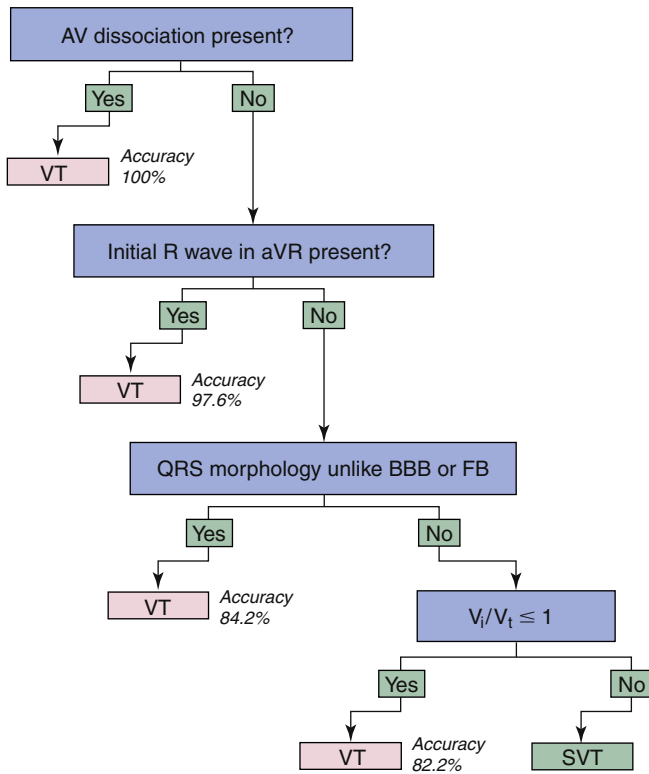 AV dissociation present?
Yes
No
VT
Accuracy
100%
Initial R wave in aVR present?
Yes
No
VT
Accuracy
97.6%
QRS morphology unlike BBB or FB
Yes
No
VT
Accuracy
84.2%
Vᵢ/Vₜ ≤ 1
Yes
No
VT
Accuracy
82.2%
SVT